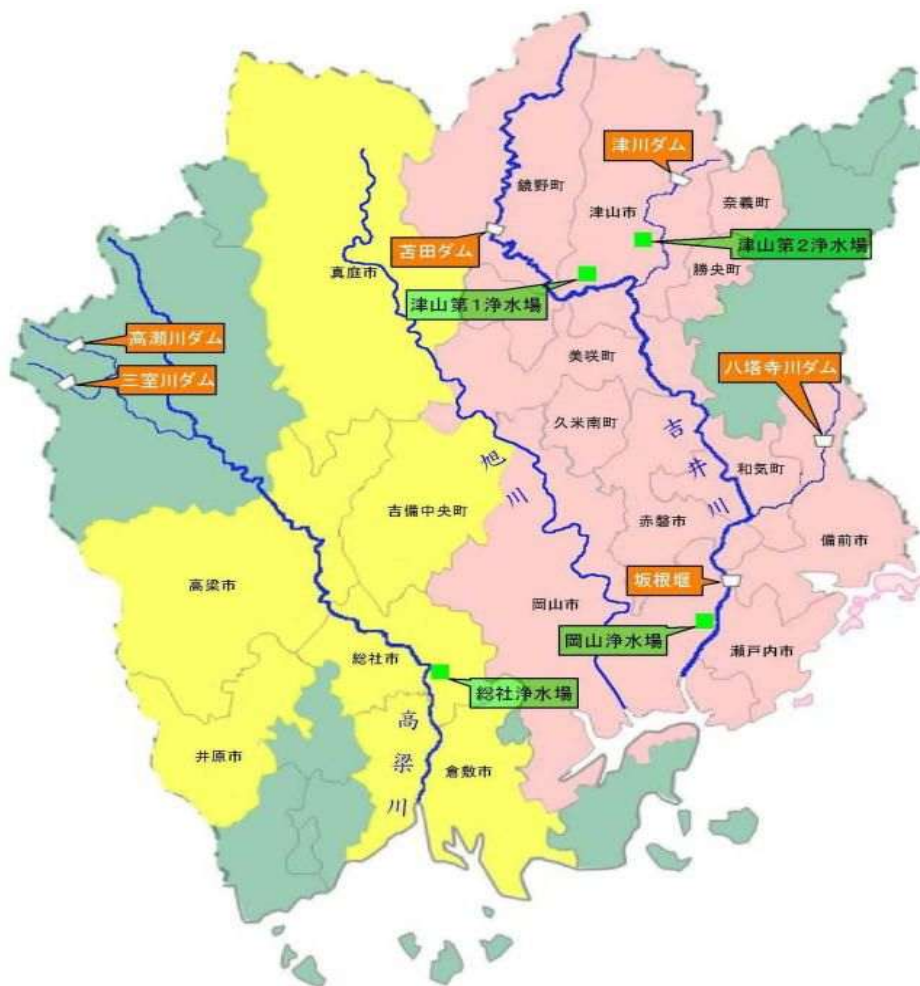 津川ダム
鏡野町
奈義町
津山市
苫田ダム
津山第2浄水場
真庭市
勝央町
津山第1浄水場
高瀬川ダム
美咲町
八塔寺川ダム
三室川ダム
久米南町
吉井川
旭川
和気町
吉備中央町
赤磐市
備前市
高梁市
坂根堰
岡山市
岡山浄水場
瀬戸内市
総社市
総社浄水場
高梁川
井原市
倉敷市